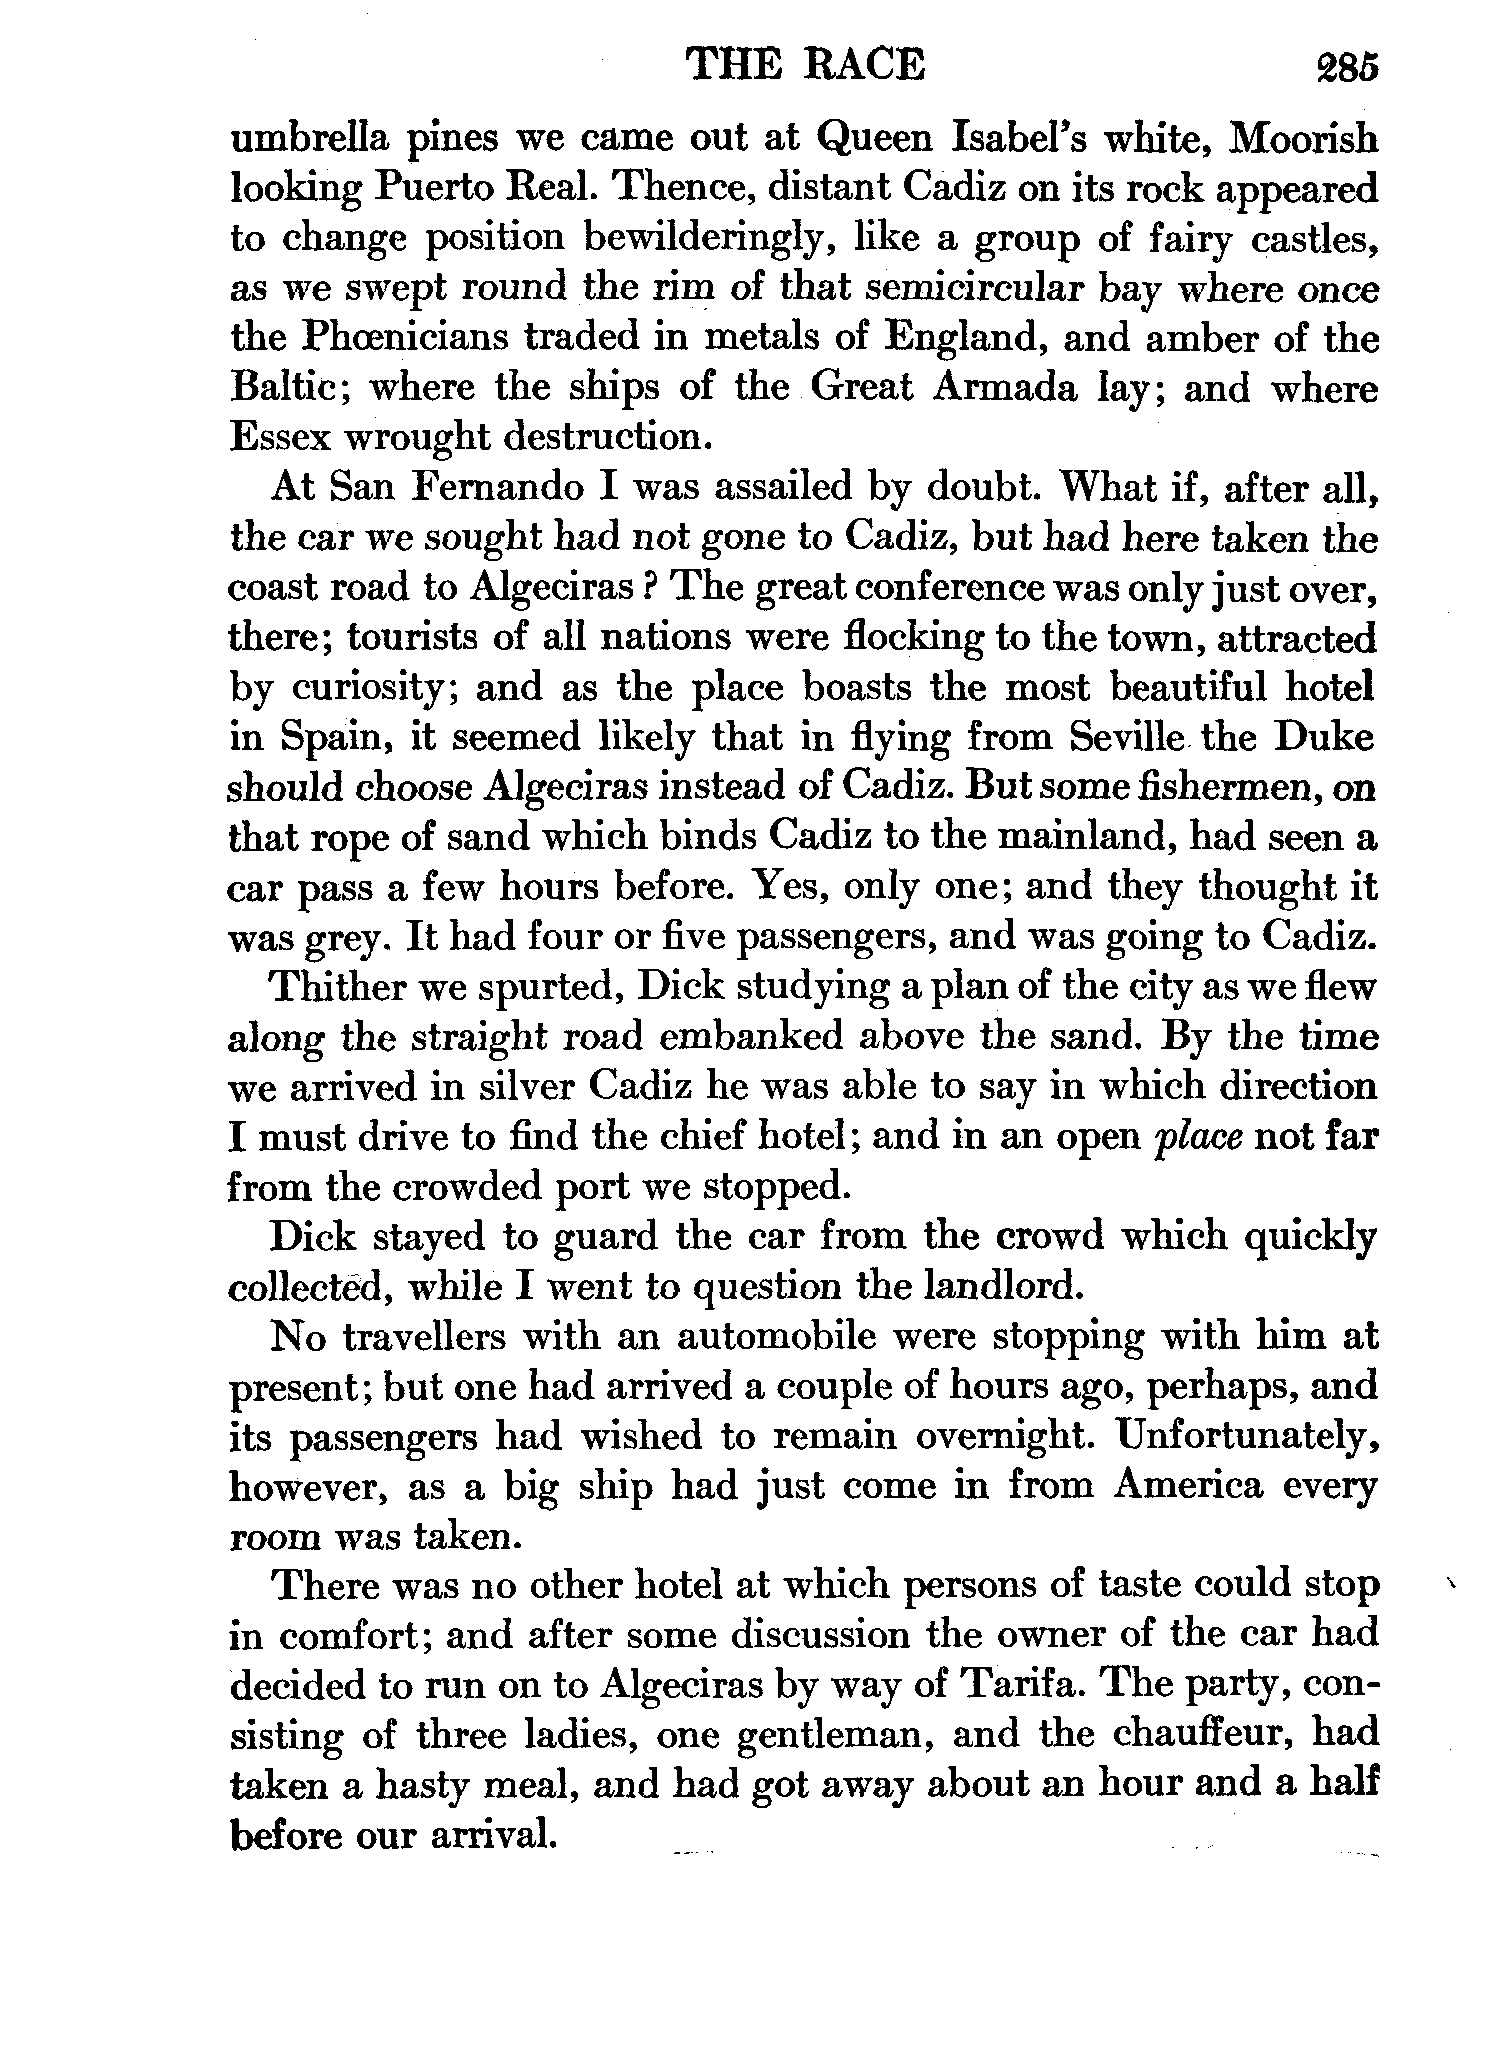 THE RACE 285
umbrella pines we came out at Queen Isabel's white, Moorish
looking Puerto Real. Thence, distant Cadiz on its rock appeared
to change position bewilderingly, like a group of fairy castles,
as we swept round the rim of that semicircular bay where once
the Phœnicians traded in metals of England, and amber of the
Baltic; where the ships of the Great Armada lay; and where
Essex wrought destruction.
At San Fernando I was assailed by doubt. What if, after all,
the car we sought had not gone to Cadiz, but had here taken the
coast road to Algeciras? The great conference was only just over,
there; tourists of all nations were flocking to the town, attracted
by curiosity; and as the place boasts the most beautiful hotel
in Spain, it seemed likely that in flying from Seville the Duke
should choose Algeciras instead of Cadiz. But some fishermen, on
that rope of sand which binds Cadiz to the mainland, had seen a
car pass a few hours before. Yes, only one; and they thought it
was grey. It had four or five passengers, and was going to Cadiz.
Thither we spurted, Dick studying a plan of the city as we flew
along the straight road embanked above the sand. By the time
we arrived in silver Cadiz he was able to say in which direction
I must drive to find the chief hotel; and in an open place not far
from the crowded port we stopped.
Dick stayed to guard the car from the crowd which quickly
collected, while I went to question the landlord.
No travellers with an automobile were stopping with him at
present; but one had arrived a couple of hours ago, perhaps, and
its passengers had wished to remain overnight. Unfortunately,
however, as a big ship had just come in from America every
room was taken.
There was no other hotel at which persons of taste could stop
in comfort; and after some discussion the owner of the car had
decided to run on to Algeciras by way of Tarifa. The party, con-
sisting of three ladies, one gentleman, and the chauffeur, had
taken a hasty meal, and had got away about an hour and a half
before our arrival.